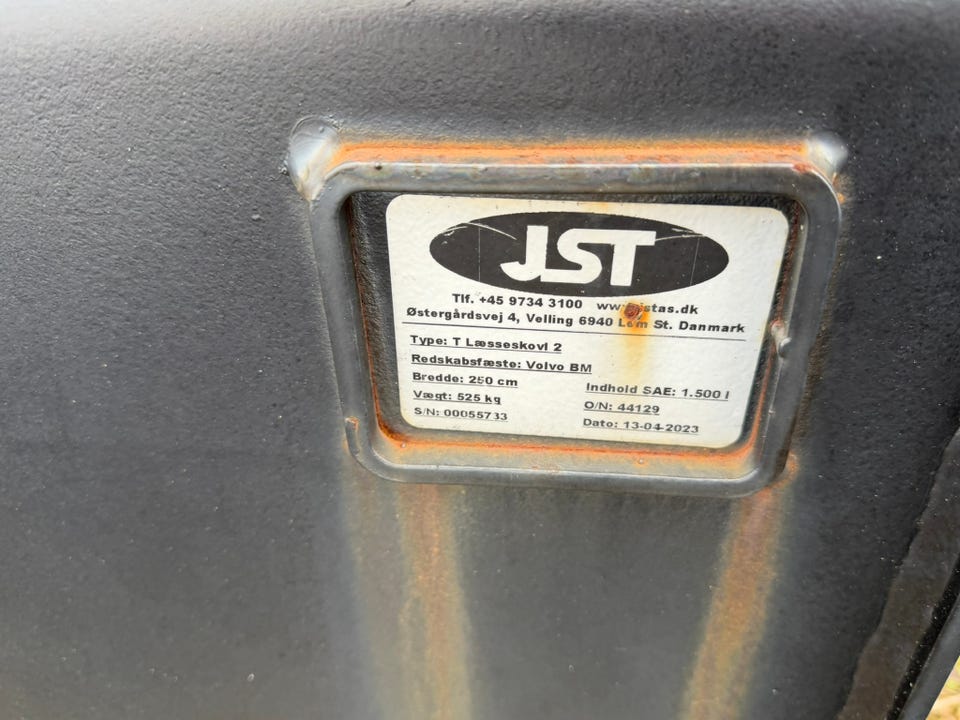 JST
Tlf. +45 9734 3100
Østergårdsvej 4, Velling 6940 St. Danmark
Type: T Læsseskovl 2
Redskabsfæste: Volvo BM
Bredde: 250 cm
Indhold SAE: 1.500 l
Vægt: 525 kg
O/N: 44129
S/N: 00055733
Dato: 13-04-2023